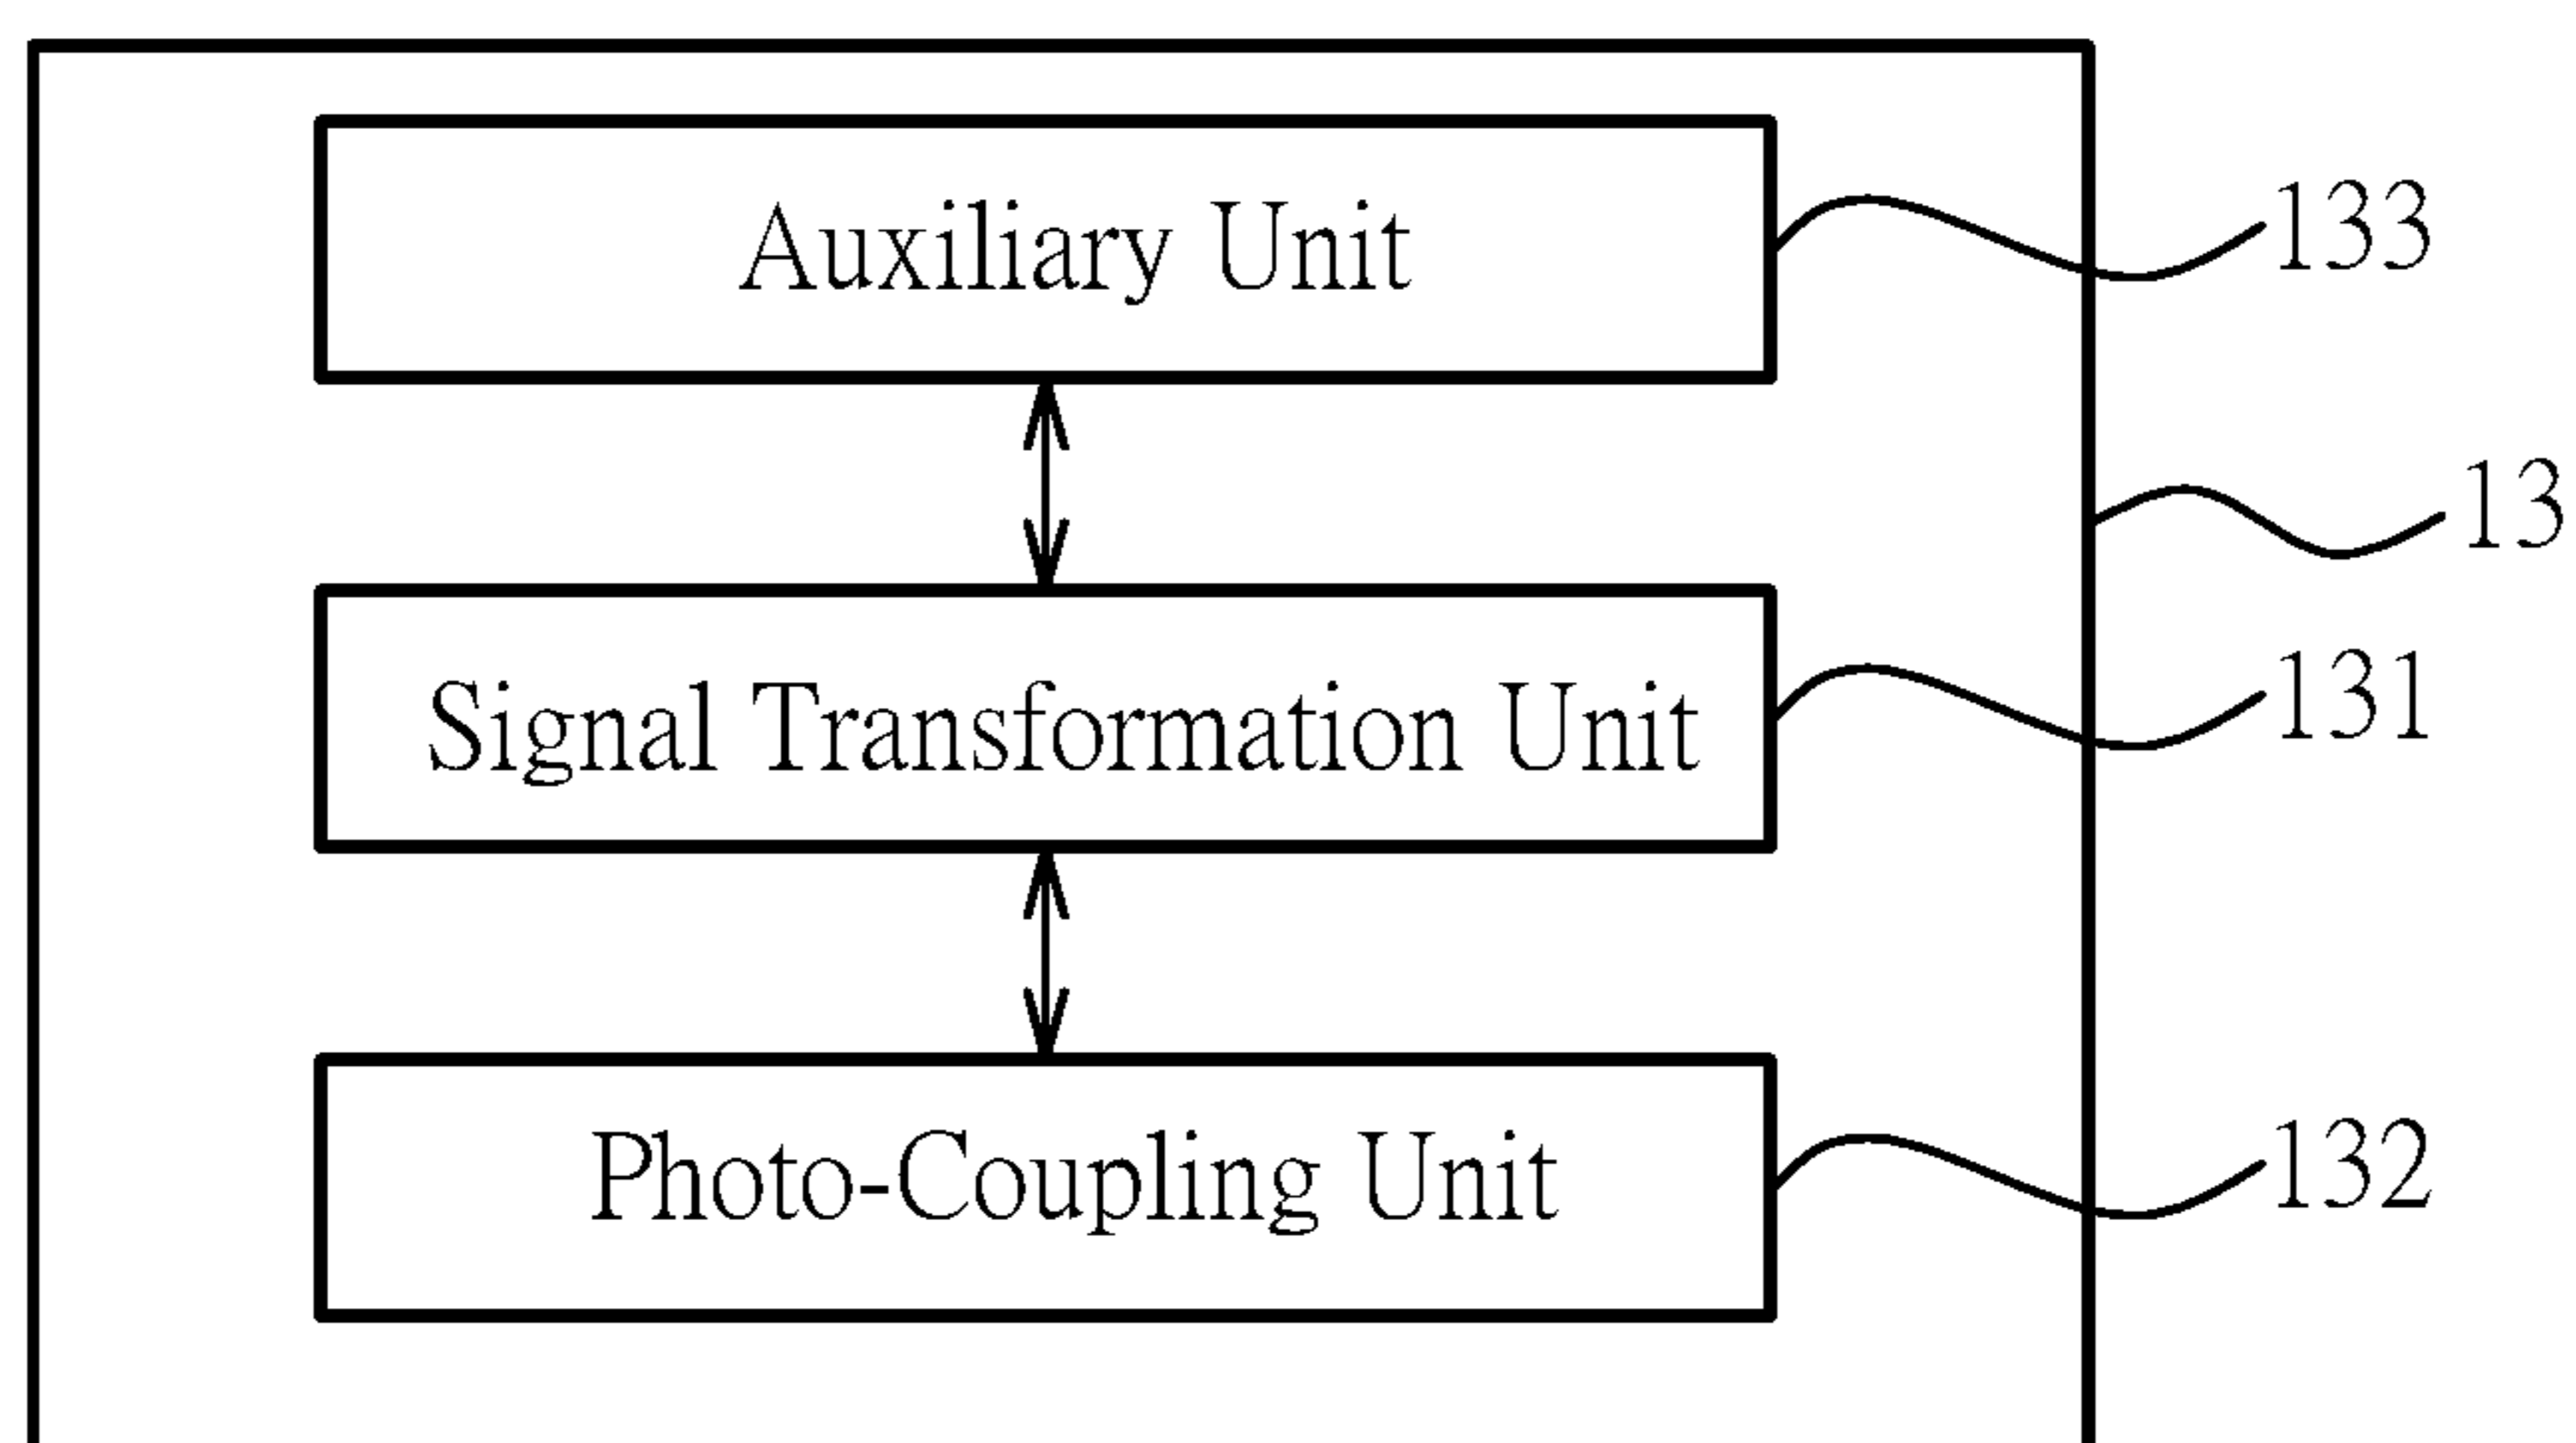 Auxiliary Unit
133
13
Signal Transformation Unit
131
Photo-Coupling Unit
132